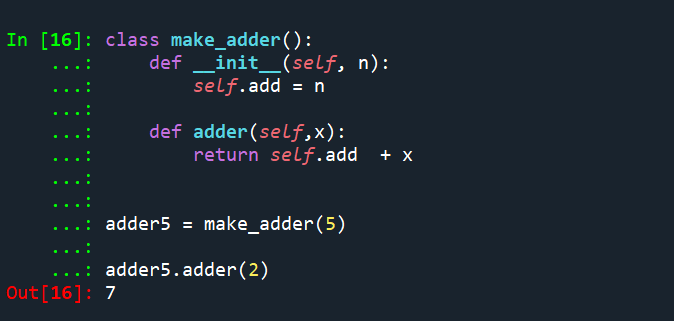 In [16]: class make_adder():
    ...:     def __init__(self, n):
    ...:         self.add = n
    ...:
    ...:     def adder(self,x):
    ...:         return self.add  + x
    ...:
    ...:
    ...: adder5 = make_adder(5)
    ...:
    ...: adder5.adder(2)
Out[16]: 7